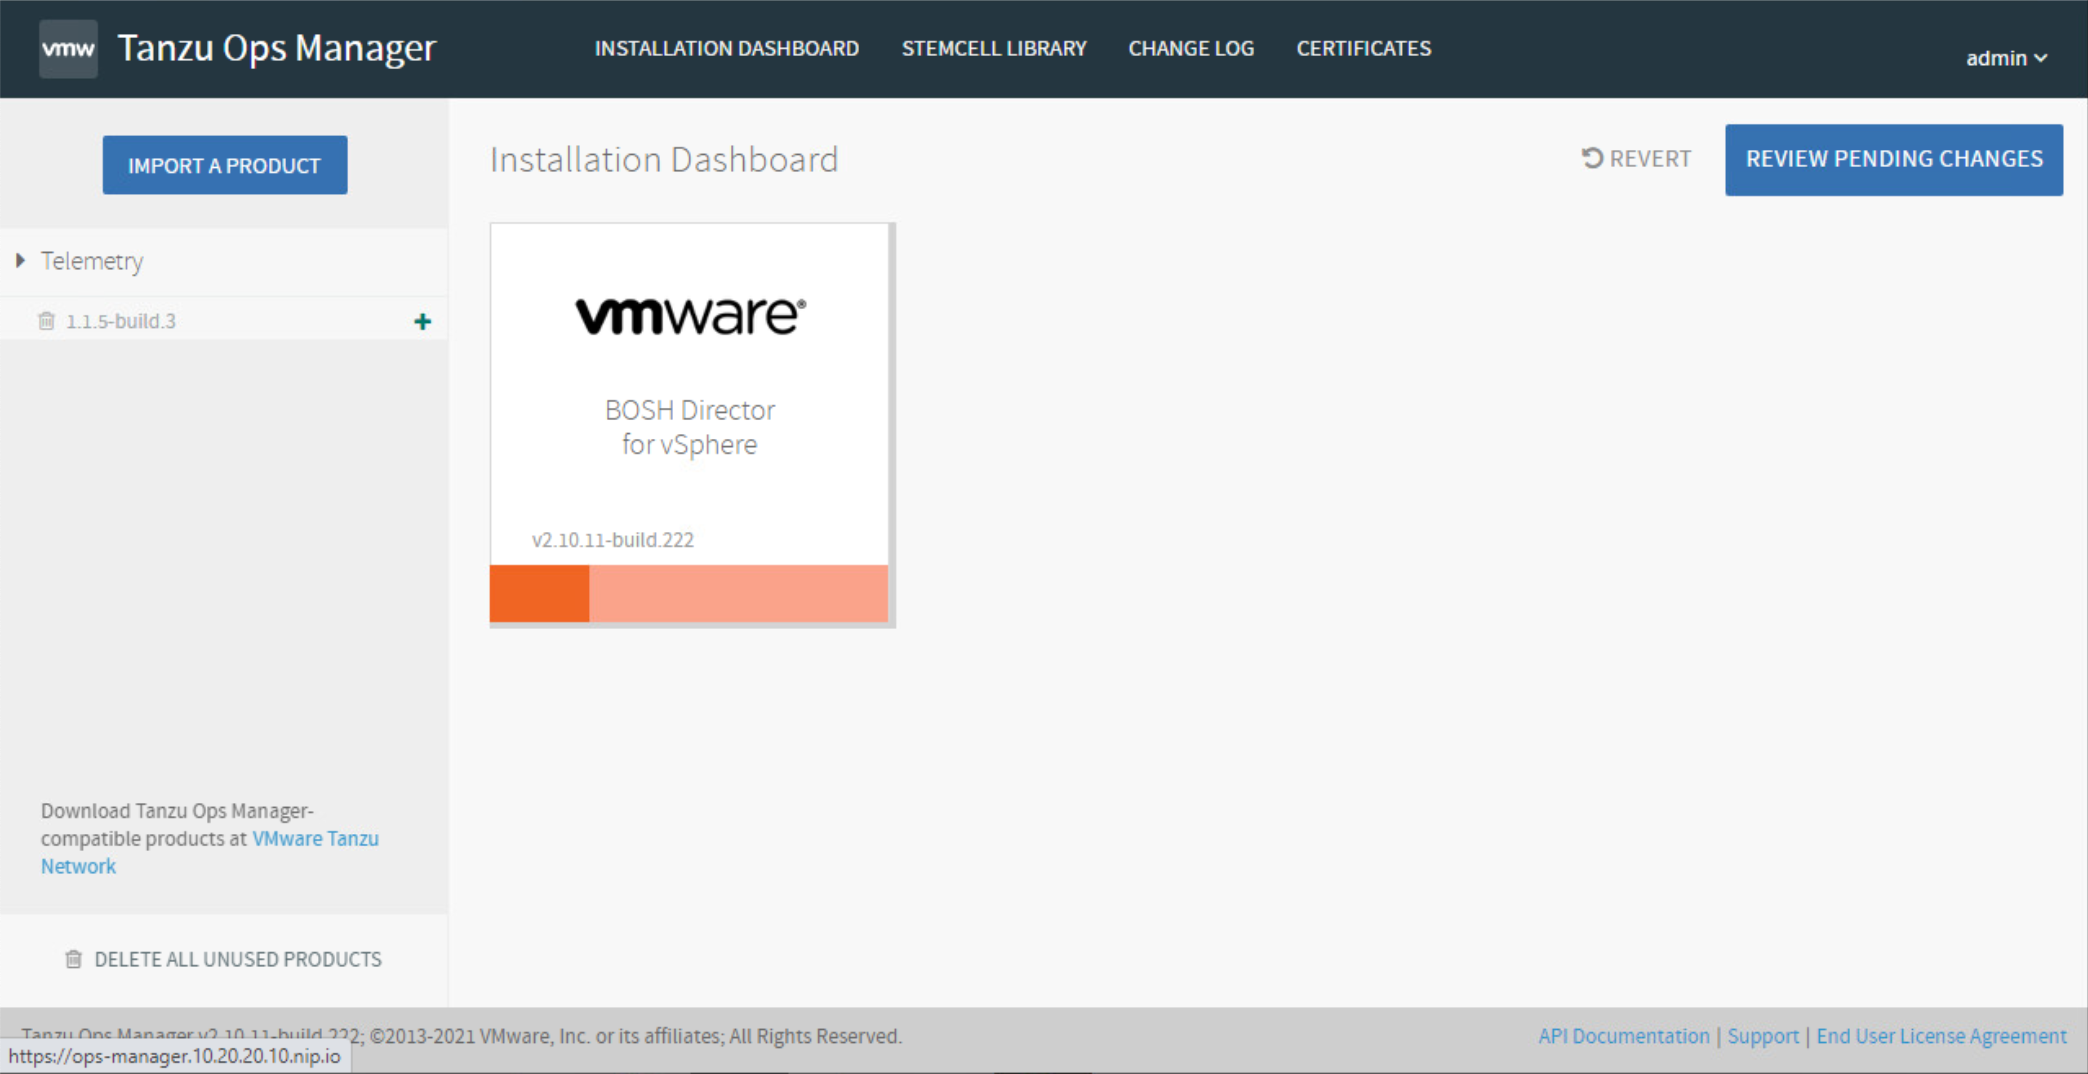 vmw Tanzu Ops Manager
INSTALLATION DASHBOARD STEMCELL LIBRARY CHANGE LOG CERTIFICATES
admin
IMPORT A PRODUCT
Installation Dashboard
REVERT
REVIEW PENDING CHANGES
Telemetry
1.1.5-build.3
vmware®
BOSH Director
for vSphere
v2.10.11-build.222
Download Tanzu Ops Manager-
compatible products at VMware Tanzu
Network
DELETE ALL UNUSED PRODUCTS
Tanzu Ops Manager v2.10.11-build.222; ©2013-2021 VMware, Inc. or its affiliates; All Rights Reserved.
API Documentation | Support | End User License Agreement
https://ops-manager.10.20.20.10.nip.io